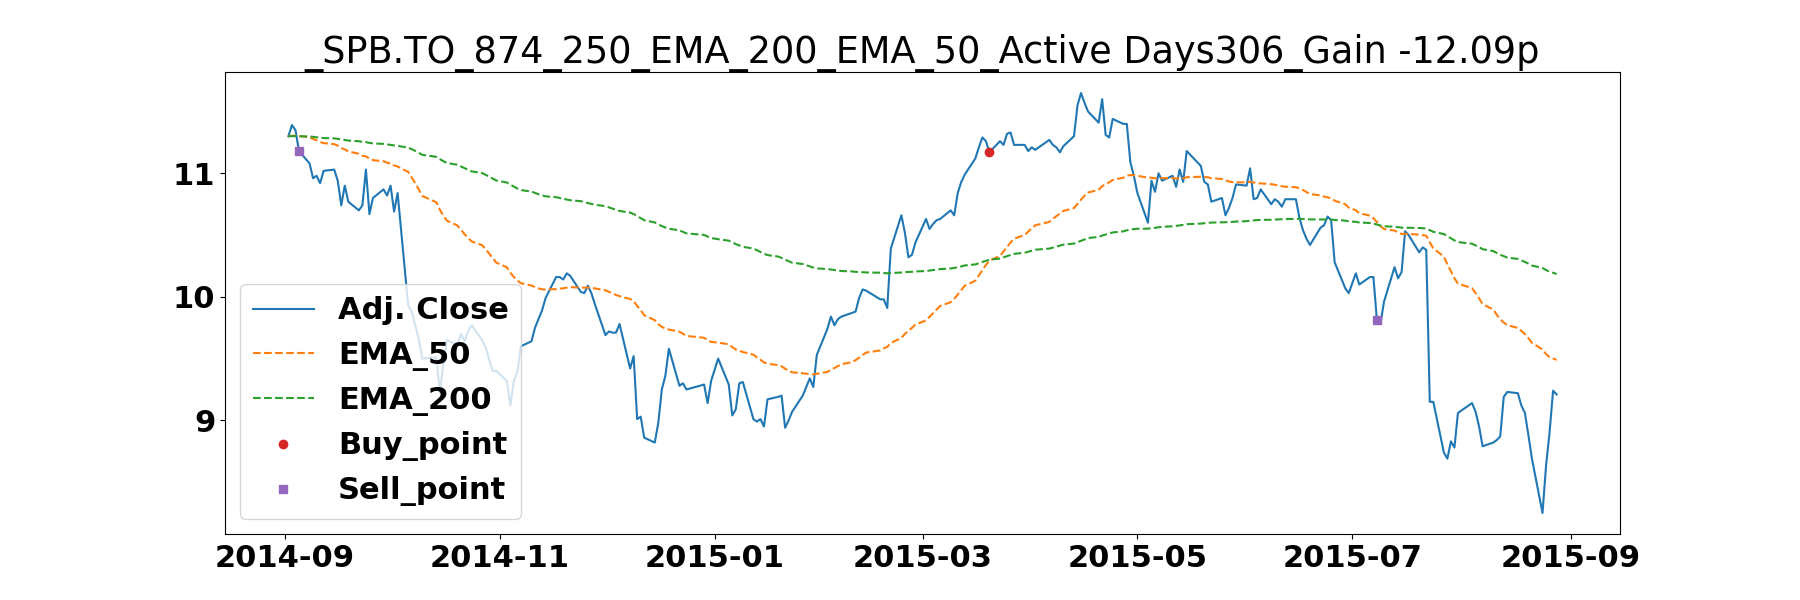 _SPB.TO_874_250_EMA_200_EMA_50_Active Days306_Gain -12.09p
11
10
9
Adj. Close
EMA_50
EMA_200
Buy_point
Sell_point
2014-09 2014-11 2015-01 2015-03 2015-05 2015-07 2015-09